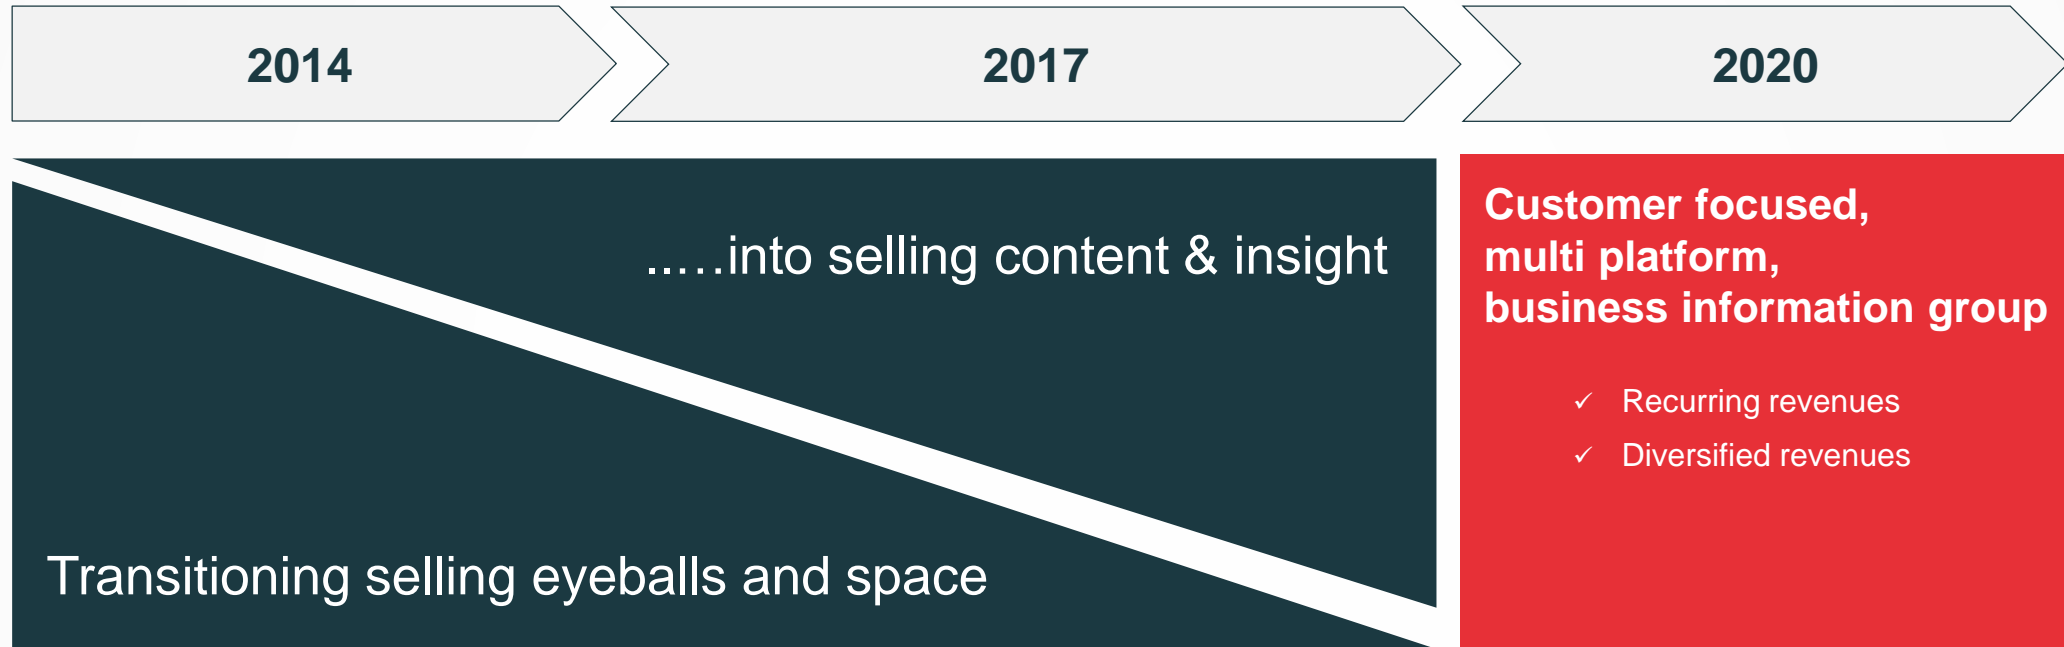 2014
2017
2020
.....into selling content & insight
Transitioning selling eyeballs and space
Customer focused,
multi platform,
business information group
✓ Recurring revenues
✓ Diversified revenues